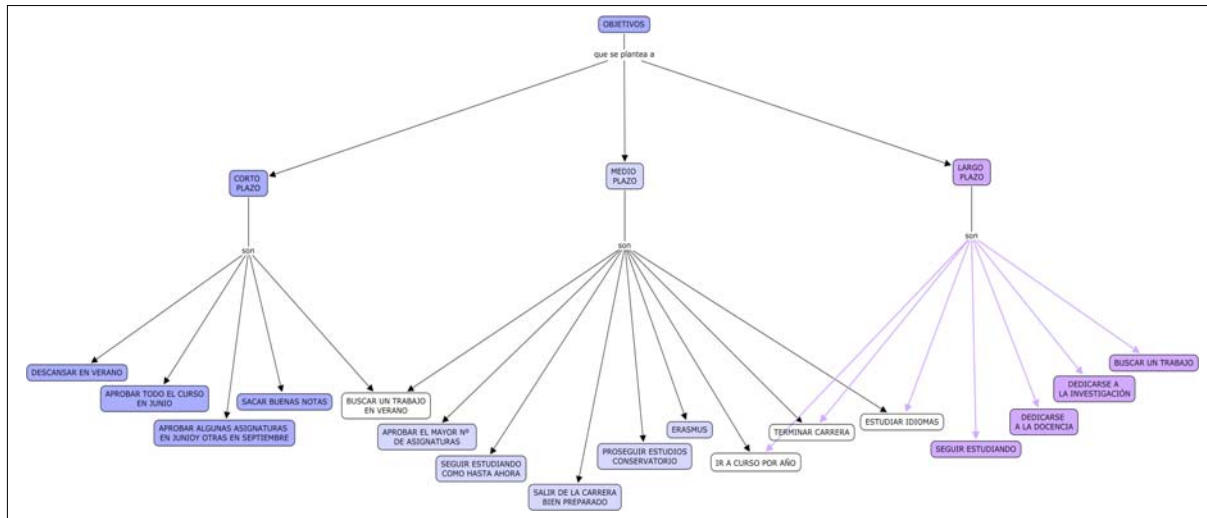 OBJETIVOS
que se plantea a
CORTO
PLAZO
MEDIO
PLAZO
LARGO
PLAZO
son
son
son
DESCANSAR EN VERANO
APROBAR TODO EL CURSO
EN JUNIO
APROBAR ALGUNAS ASIGNATURAS
EN JUNIOY OTRAS EN SEPTIEMBRE
SACAR BUENAS NOTAS
BUSCAR UN TRABAJO
EN VERANO
APROBAR EL MAYOR Nº
DE ASIGNATURAS
SEGUIR ESTUDIANDO
COMO HASTA AHORA
SALIR DE LA CARRERA
BIEN PREPARADO
PROSEGUIR ESTUDIOS
CONSERVATORIO
ERASMUS
IR A CURSO POR AÑO
TERMINAR CARRERA
ESTUDIAR IDIOMAS
SEGUIR ESTUDIANDO
DEDICARSE
A LA DOCENCIA
DEDICARSE A
LA INVESTIGACIÓN
BUSCAR UN TRABAJO